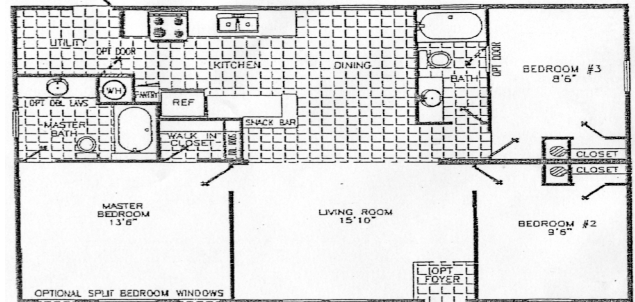 UTILITY
OPT DOOR
KITCHEN
DINING
OPT DOOR
BATH
BEDROOM #3
8'6"
WH
PANTRY
REF
OPT DBL LAVS
MASTER
BATH
SNACK BAR
WALK IN
CLOSET
CLOSET
CLOSET
MASTER
BEDROOM
13'6"
LIVING ROOM
15'10"
BEDROOM #2
9'6"
OPT
FOYER
OPTIONAL SPLIT BEDROOM WINDOWS